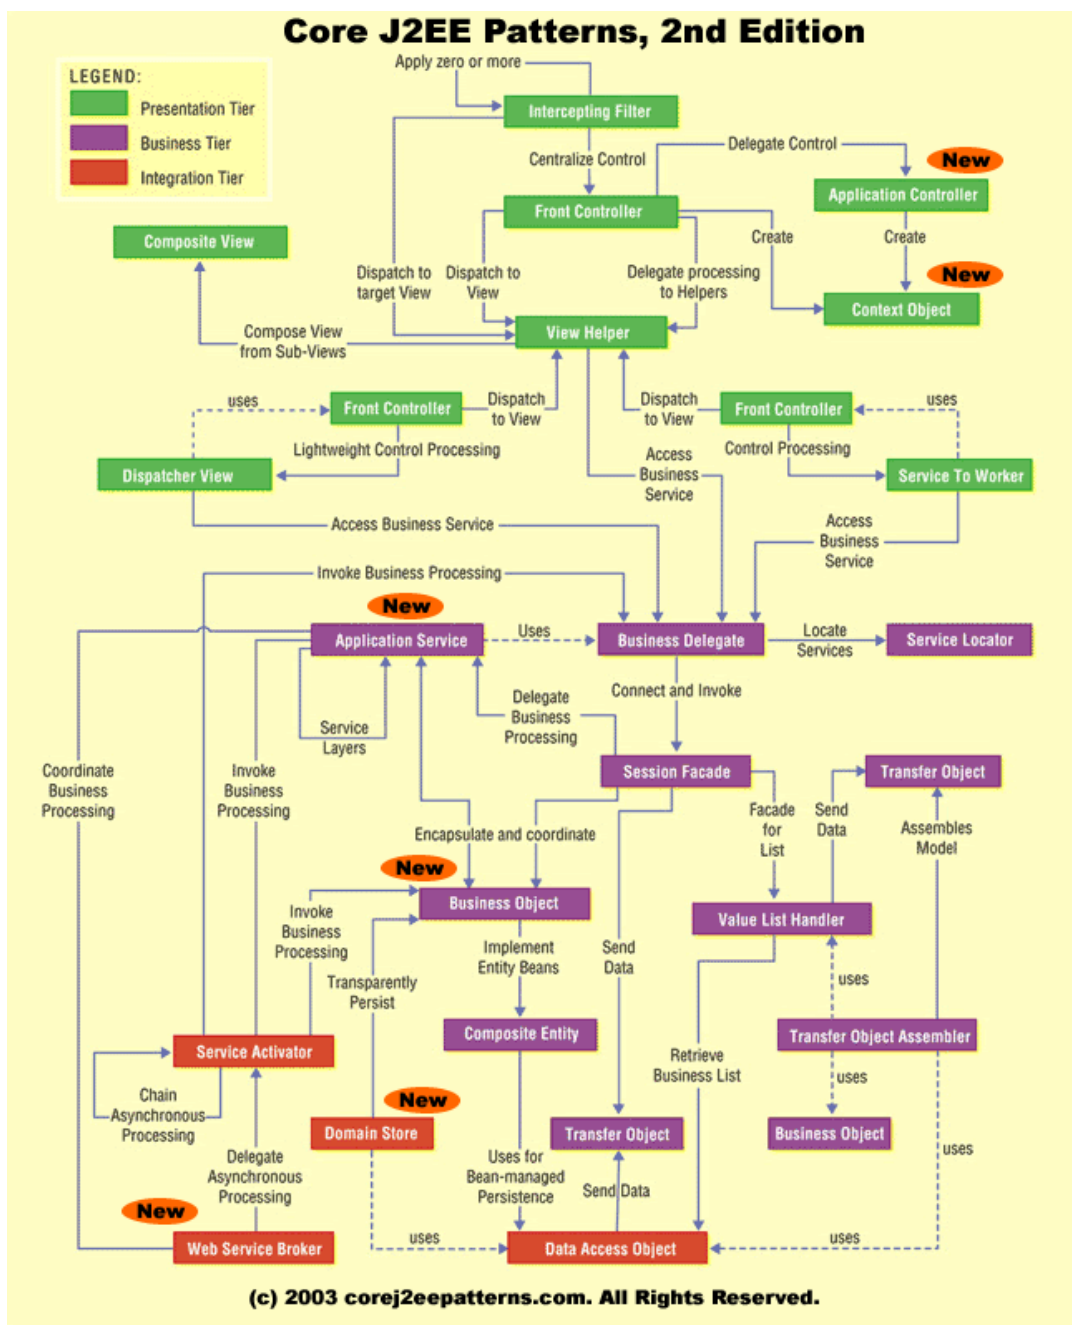 Core J2EE Patterns, 2nd Edition
LEGEND:
Presentation Tier
Business Tier
Integration Tier
Apply zero or more
Intercepting Filter
Centralize Control
Delegate Control
New
Front Controller
Application Controller
Composite View
Create
Create
New
Dispatch to
target View
Dispatch to
View
Delegate processing
to Helpers
Context Object
View Helper
Compose View
from Sub-Views
uses
Front Controller
Dispatch
to View
Dispatch
to View
Front Controller
uses
Lightweight Control Processing
Control Processing
Dispatcher View
Access
Business
Service
Service To Worker
Access Business Service
Access
Business
Service
Invoke Business Processing
New
Application Service
Uses
Business Delegate
Locate
Services
Service Locator
Service
Layers
Delegate
Business
Processing
Connect and Invoke
Coordinate
Business
Processing
Invoke
Business
Processing
Session Facade
Transfer Object
Encapsulate and coordinate
Facade
for
List
Send
Data
Assembles
Model
New
Business Object
Value List Handler
Invoke
Business
Processing
Implement
Entity Beans
Send
Data
Transparently
Persist
uses
Composite Entity
Transfer Object Assembler
Service Activator
Retrieve
Business List
uses
Chain
Asynchronous
Processing
New
Domain Store
Transfer Object
Business Object
Delegate
Asynchronous
Processing
Uses for
Bean-managed
Persistence
Send Data
uses
New
Web Service Broker
uses
Data Access Object
uses
(c) 2003 corej2eepatterns.com. All Rights Reserved.